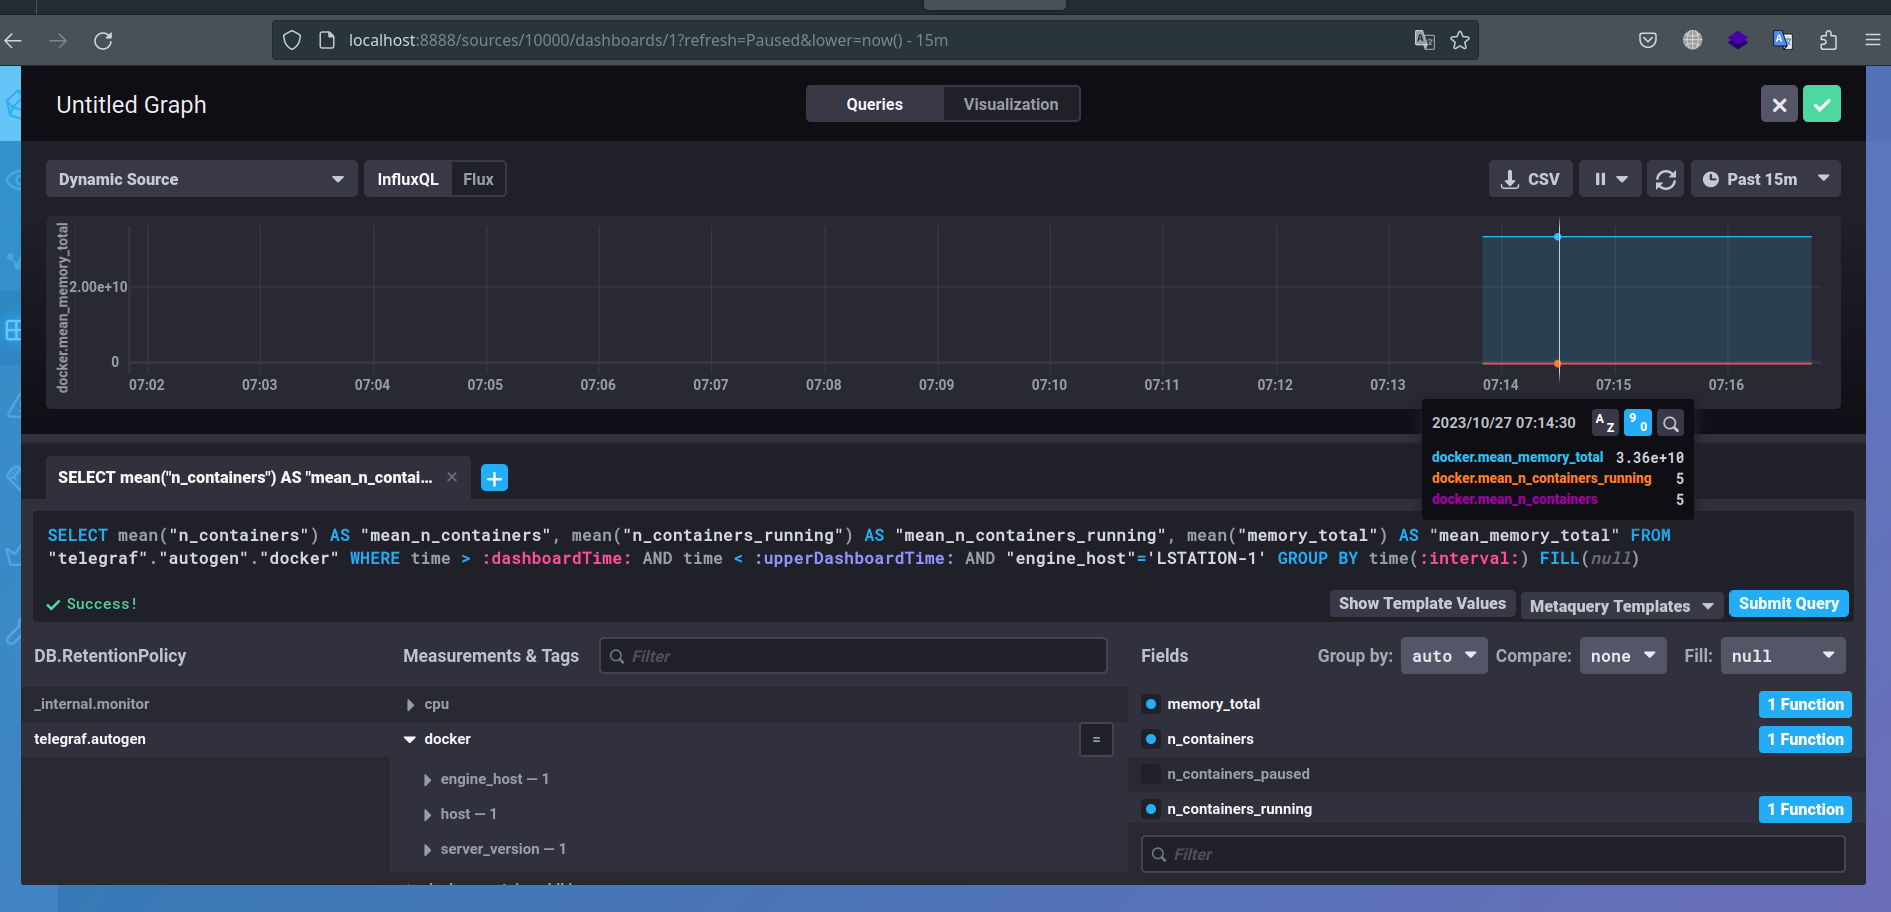 localhost:8888/sources/10000/dashboards/1?refresh=Paused&lower=now() - 15m
Untitled Graph
Queries
Visualization
Dynamic Source
InfluxQL
Flux
CSV
Past 15m
docker.mean_memory_total
2.00e+10
0
07:02 07:03 07:04 07:05 07:06 07:07 07:08 07:09 07:10 07:11 07:12 07:13 07:14 07:15 07:16
2023/10/27 07:14:30
A Z
9 0
docker.mean_memory_total 3.36e+10
docker.mean_n_containers_running 5
docker.mean_n_containers 5
SELECT mean("n_containers") AS "mean_n_contai...
SELECT mean("n_containers") AS "mean_n_containers", mean("n_containers_running") AS "mean_n_containers_running", mean("memory_total") AS "mean_memory_total" FROM
"telegraf"."autogen"."docker" WHERE time > :dashboardTime: AND time < :upperDashboardTime: AND "engine_host"='LSTATION-1' GROUP BY time(:interval:) FILL(null)
Success!
Show Template Values
Metaquery Templates
Submit Query
DB.RetentionPolicy
Measurements & Tags
Filter
Fields
Group by: auto
Compare: none
Fill: null
_internal.monitor
telegraf.autogen
cpu
docker
=
engine_host — 1
host — 1
server_version — 1
memory_total 1 Function
n_containers 1 Function
n_containers_paused
n_containers_running 1 Function
Filter